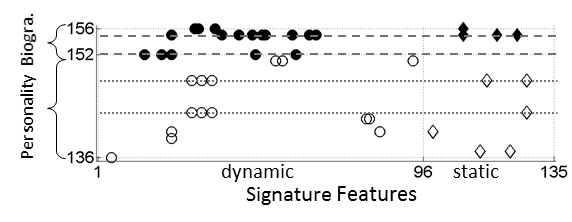 Personality Biogra.
156
152
136
1 dynamic 96 static 135
Signature Features